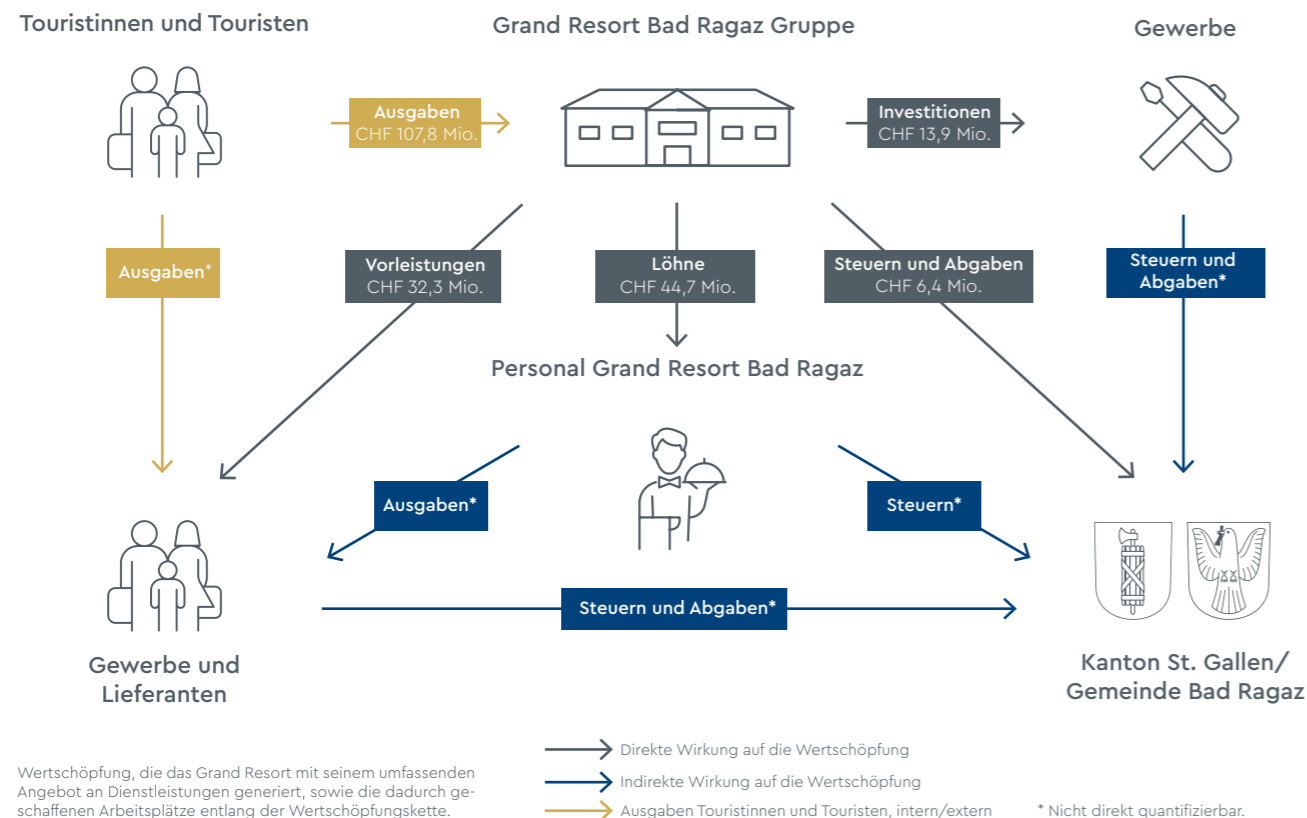 Touristinnen und Touristen
Grand Resort Bad Ragaz Gruppe
Gewerbe
Ausgaben
CHF 107,8 Mio.
Investitionen
CHF 13,9 Mio.
Ausgaben*
Vorleistungen
CHF 32,3 Mio.
Löhne
CHF 44,7 Mio.
Steuern und Abgaben
CHF 6,4 Mio.
Steuern und
Abgaben*
Personal Grand Resort Bad Ragaz
Ausgaben*
Steuern*
Steuern und Abgaben*
Gewerbe und
Lieferanten
Kanton St. Gallen/
Gemeinde Bad Ragaz
Wertschöpfung, die das Grand Resort mit seinem umfassenden
Angebot an Dienstleistungen generiert, sowie die dadurch ge-
schaffenen Arbeitsplätze entlang der Wertschöpfungskette.
Direkte Wirkung auf die Wertschöpfung
Indirekte Wirkung auf die Wertschöpfung
Ausgaben Touristinnen und Touristen, intern/extern
* Nicht direkt quantifizierbar.